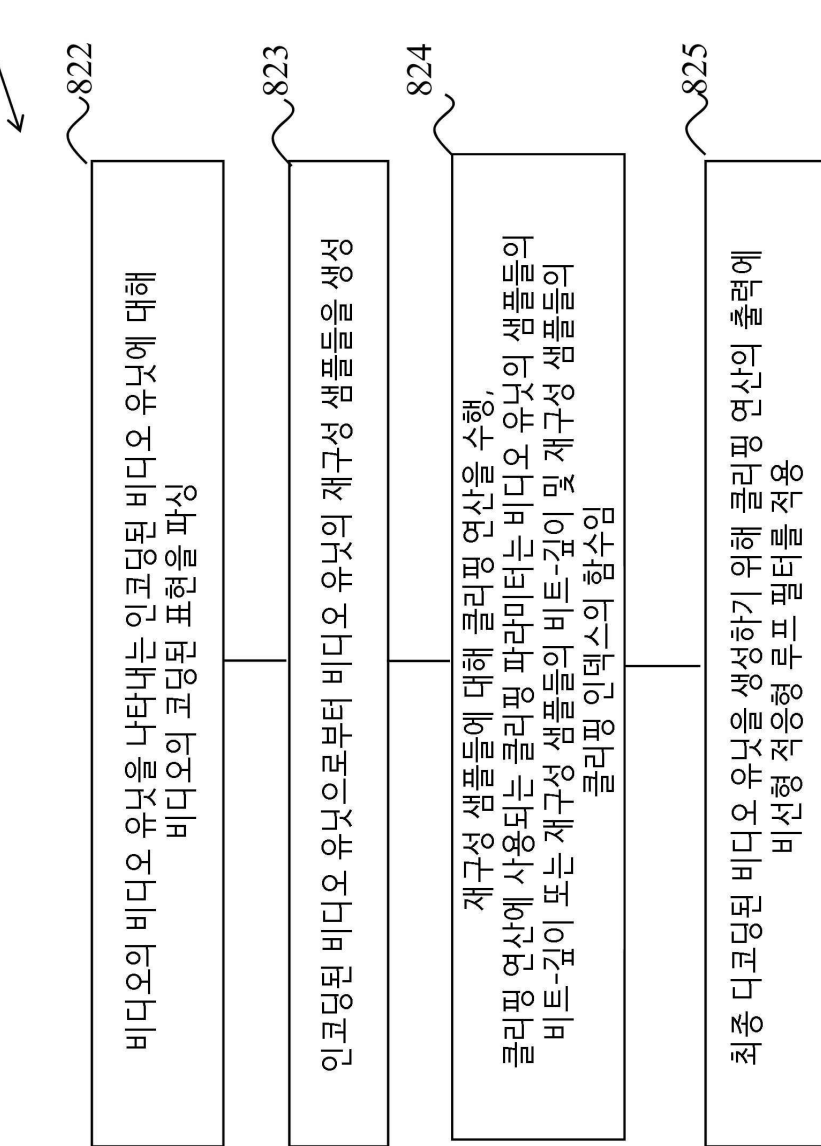 822
비디오의 비디오 유닛를 나타내는 인코딩된 비디오 유닛에 대해
비디오의 코딩된 표현을 파싱
823
인코딩된 비디오 유닛으로부터 비디오 유닛의 재구성 샘플들을 생성
824
재구성 샘플들에 대해 클리핑 연산을 수행,
클리핑 연산에 사용되는 클리핑 파라미터는 비디오 유닛의 샘플들의
비트-깊이 또는 재구성 샘플들의 비트-깊이 및 재구성 샘플들의
클리핑 인덱스의 함수임
825
최종 디코딩된 비디오 유닛을 생성하기 위해 클리핑 연산의 출력에
비선형 적응형 루프 필터를 적용